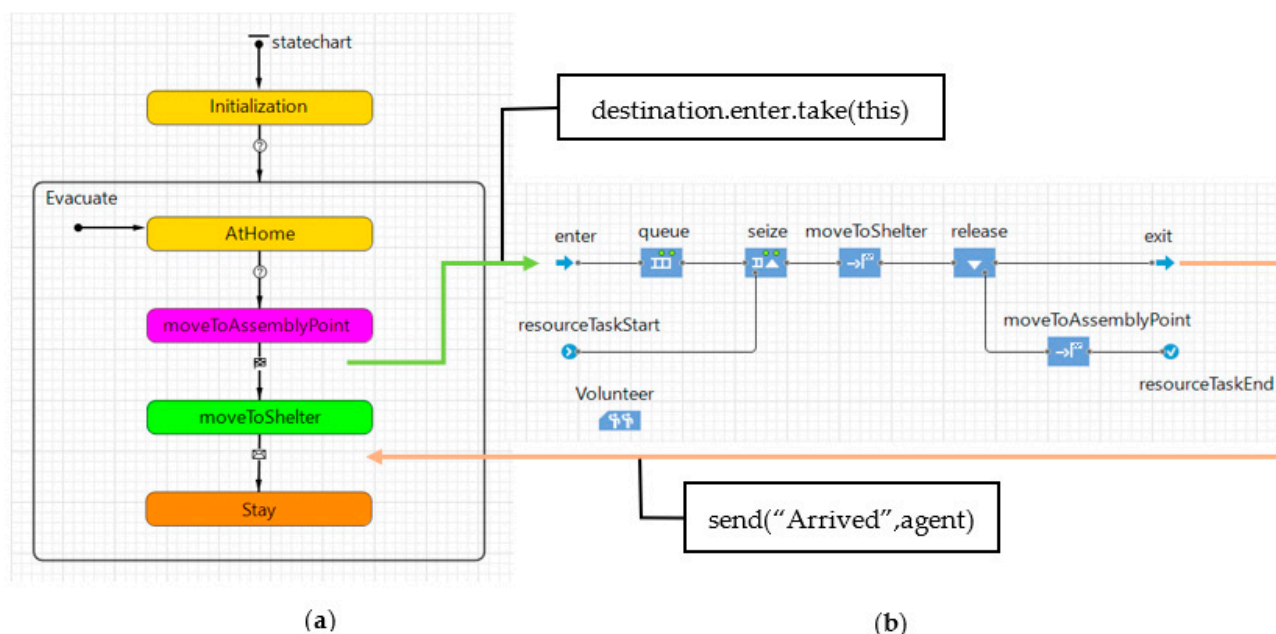 statechart
Initialization
Evacuate
AtHome
moveToAssemblyPoint
moveToShelter
Stay
destination.enter.take(this)
enter
queue
seize
moveToShelter
release
exit
resourceTaskStart
moveToAssemblyPoint
resourceTaskEnd
Volunteer
send(“Arrived”,agent)
(a)
(b)